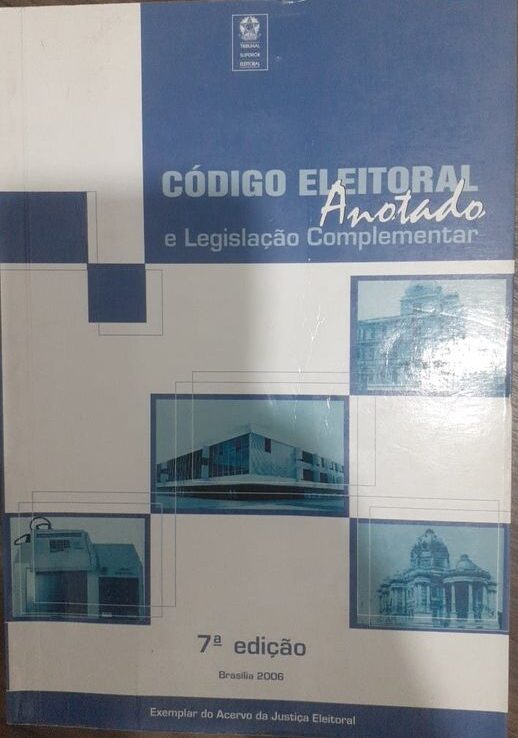 TRIBUNAL
SUPERIOR
ELEITORAL
CÓDIGO ELEITORAL
Anotado
e Legislação Complementar
7ª edição
Brasília 2006
Exemplar do Acervo da Justiça Eleitoral